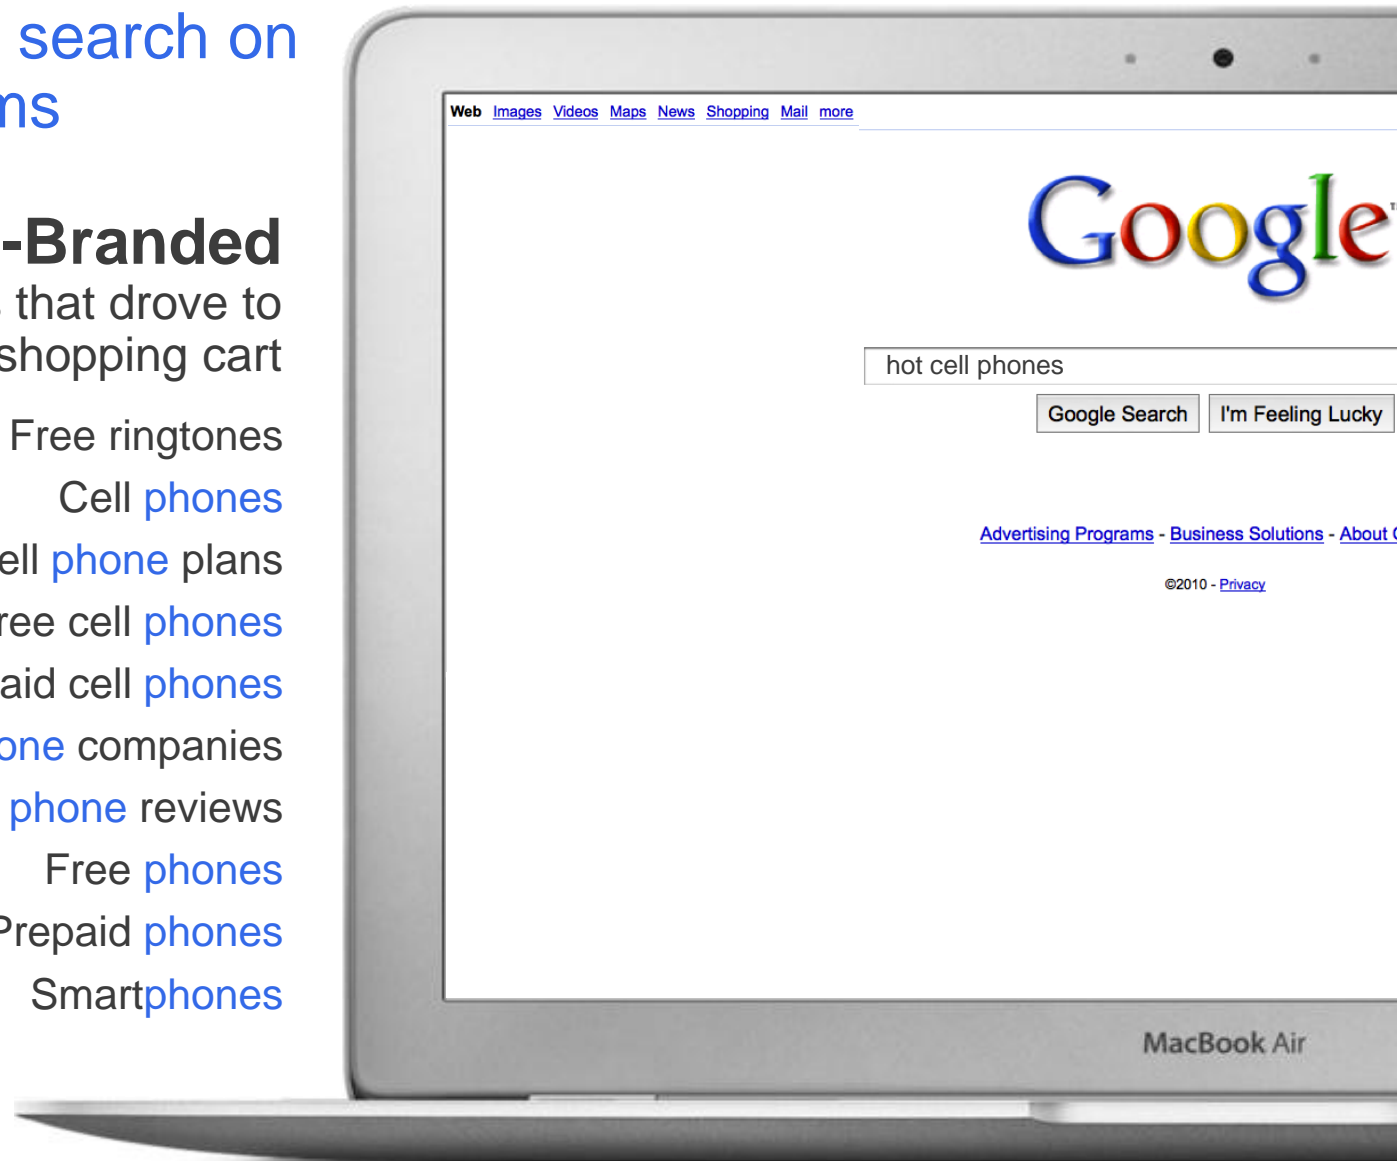 search on
ms
-Branded
that drove to
shopping cart
Free ringtones
Cell phones
ell phone plans
ree cell phones
aid cell phones
one companies
phone reviews
Free phones
Prepaid phones
Smartphones
Web Images Videos Maps News Shopping Mail more
Google
hot cell phones
Google Search I'm Feeling Lucky
Advertising Programs - Business Solutions - About
©2010 - Privacy
MacBook Air